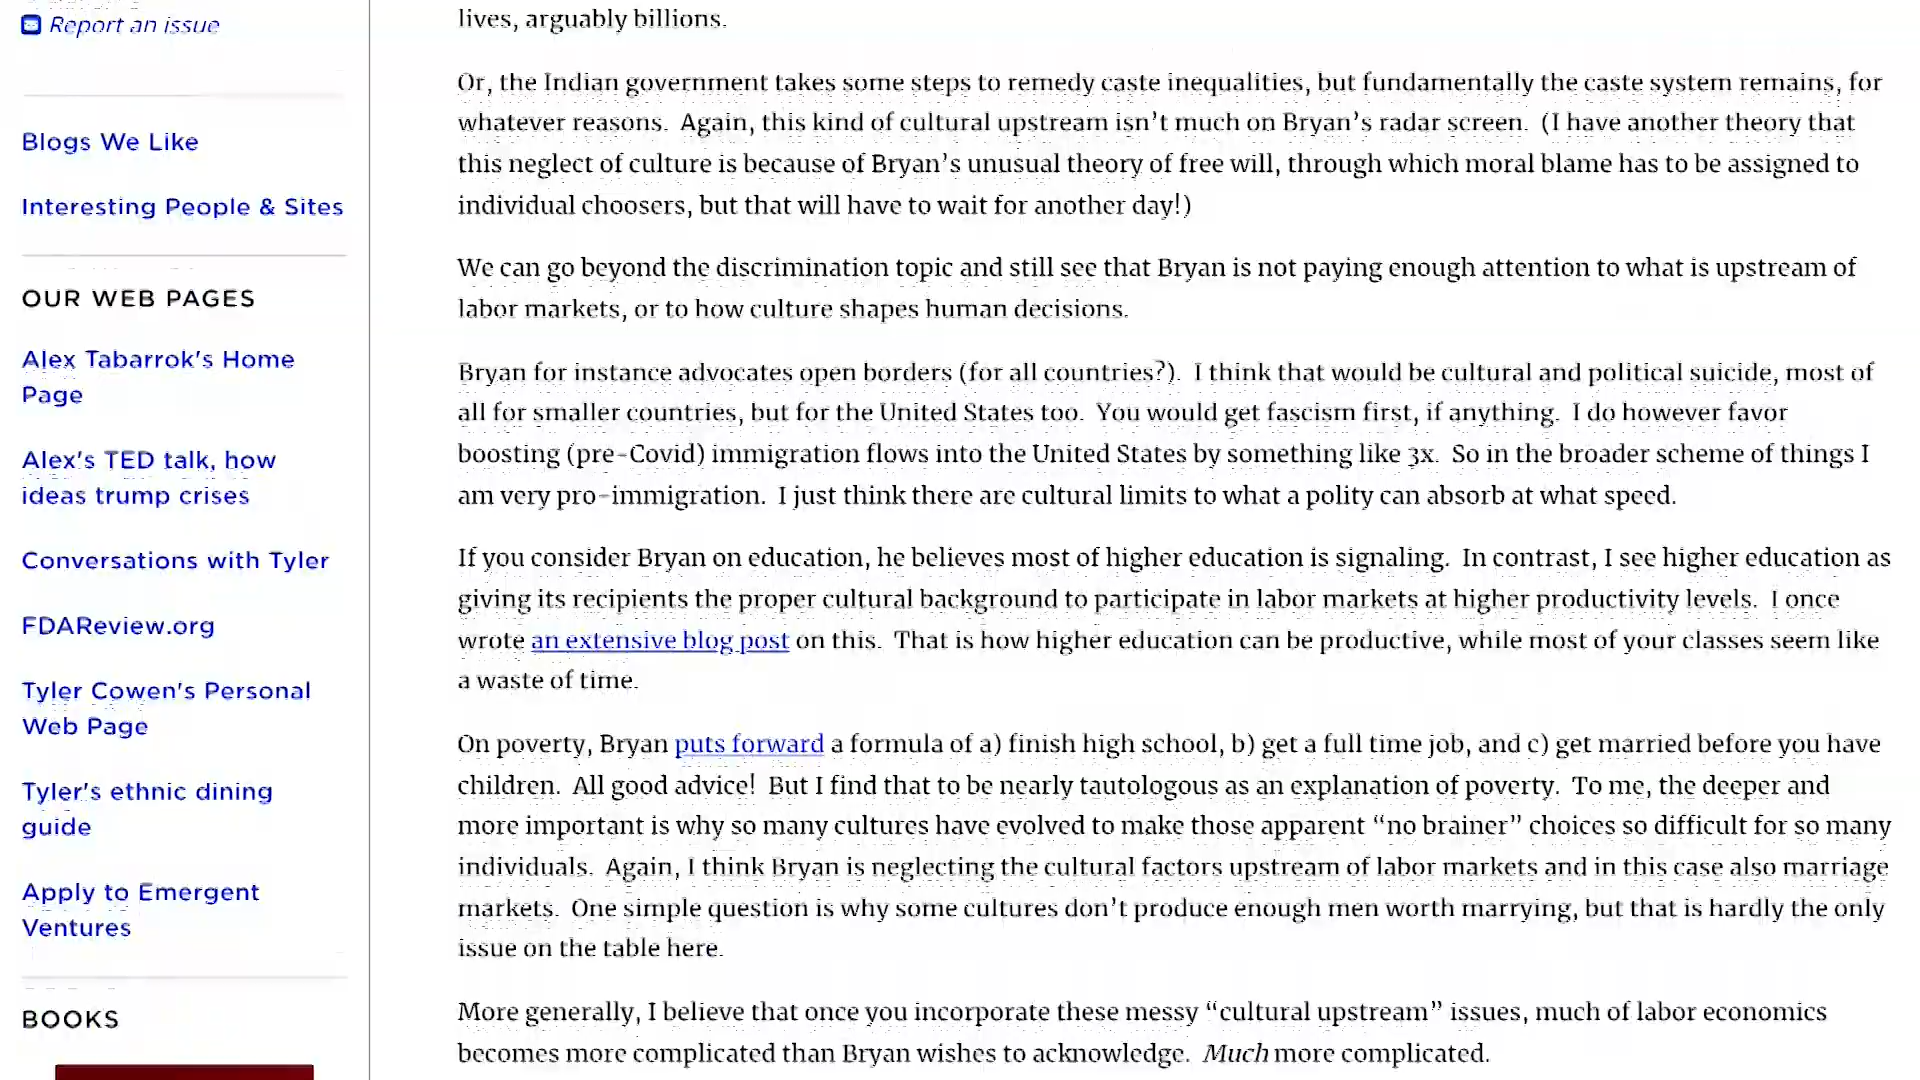 Report an issue
Blogs We Like
Interesting People & Sites
OUR WEB PAGES
Alex Tabarrok's Home
Page
Alex's TED talk, how
ideas trump crises
Conversations with Tyler
FDAReview.org
Tyler Cowen's Personal
Web Page
Tyler's ethnic dining
guide
Apply to Emergent
Ventures
BOOKS
lives, arguably billions.
Or, the Indian government takes some steps to remedy caste inequalities, but fundamentally the caste system remains, for
whatever reasons.  Again, this kind of cultural upstream isn’t much on Bryan’s radar screen.  (I have another theory that
this neglect of culture is because of Bryan’s unusual theory of free will, through which moral blame has to be assigned to
individual choosers, but that will have to wait for another day!)
We can go beyond the discrimination topic and still see that Bryan is not paying enough attention to what is upstream of
labor markets, or to how culture shapes human decisions.
Bryan for instance advocates open borders (for all countries?).  I think that would be cultural and political suicide, most of
all for smaller countries, but for the United States too.  You would get fascism first, if anything.  I do however favor
boosting (pre-Covid) immigration flows into the United States by something like 3x.  So in the broader scheme of things I
am very pro-immigration.  I just think there are cultural limits to what a polity can absorb at what speed.
If you consider Bryan on education, he believes most of higher education is signaling.  In contrast, I see higher education as
giving its recipients the proper cultural background to participate in labor markets at higher productivity levels.  I once
wrote an extensive blog post on this.  That is how higher education can be productive, while most of your classes seem like
a waste of time.
On poverty, Bryan puts forward a formula of a) finish high school, b) get a full time job, and c) get married before you have
children.  All good advice!  But I find that to be nearly tautologous as an explanation of poverty.  To me, the deeper and
more important is why so many cultures have evolved to make those apparent “no brainer” choices so difficult for so many
individuals.  Again, I think Bryan is neglecting the cultural factors upstream of labor markets and in this case also marriage
markets.  One simple question is why some cultures don’t produce enough men worth marrying, but that is hardly the only
issue on the table here.
More generally, I believe that once you incorporate these messy “cultural upstream” issues, much of labor economics
becomes more complicated than Bryan wishes to acknowledge.  Much more complicated.